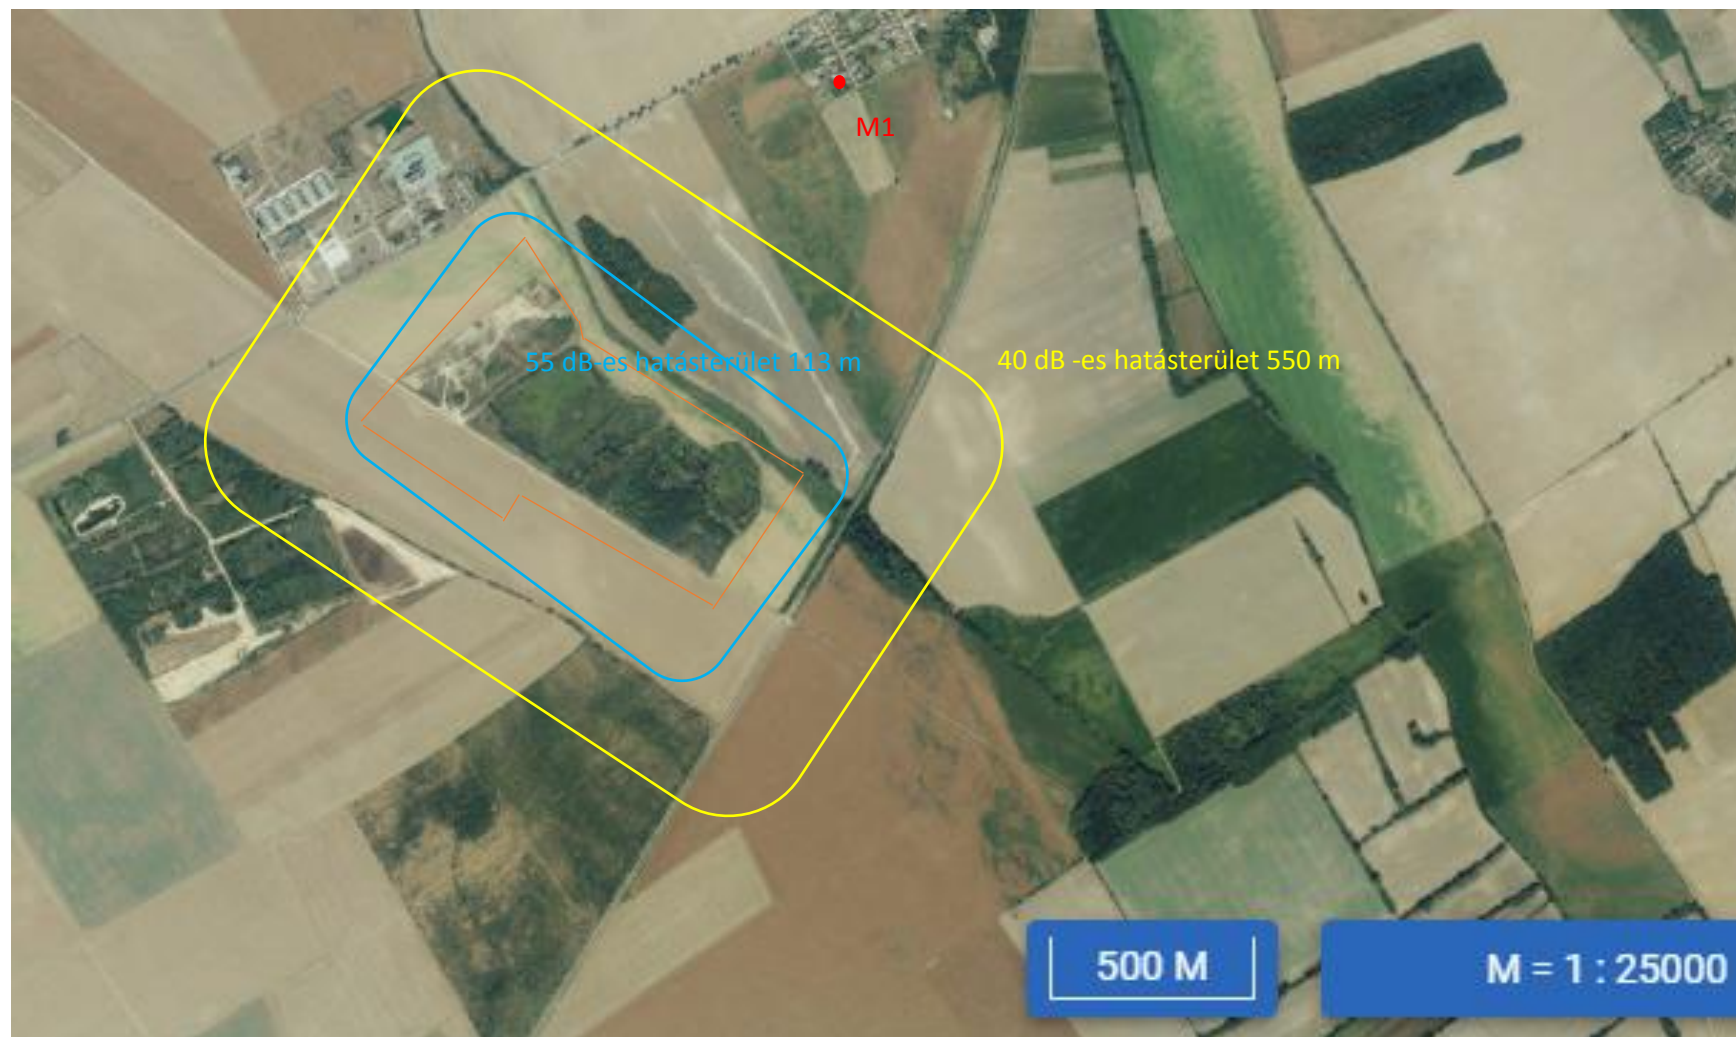 M1
55 dB-es hatásterület 113 m
40 dB -es hatásterület 550 m
500 M
M = 1 : 25000